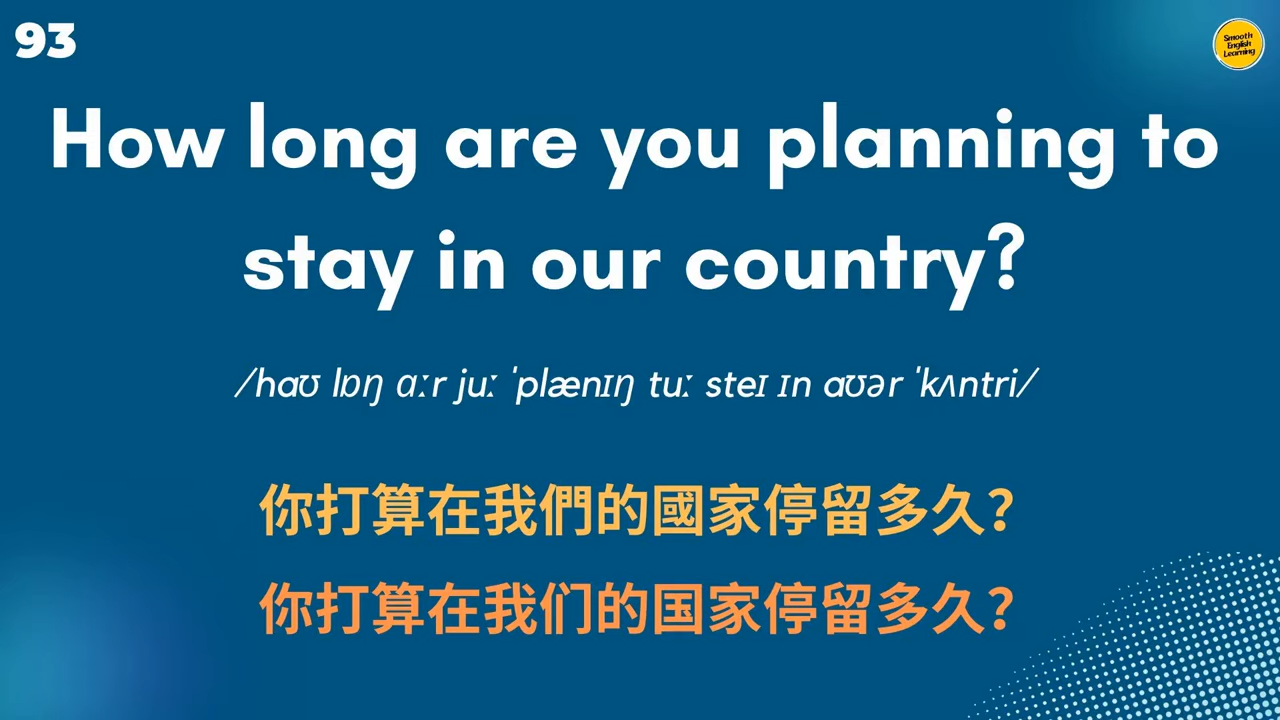 93
Smooth
English
Learning
How long are you planning to
stay in our country?
/haʊ lɒŋ ɑːr juː ˈplænɪŋ tuː steɪ ɪn aʊər ˈkʌntri/
你打算在我們的國家停留多久？
你打算在我们的国家停留多久？